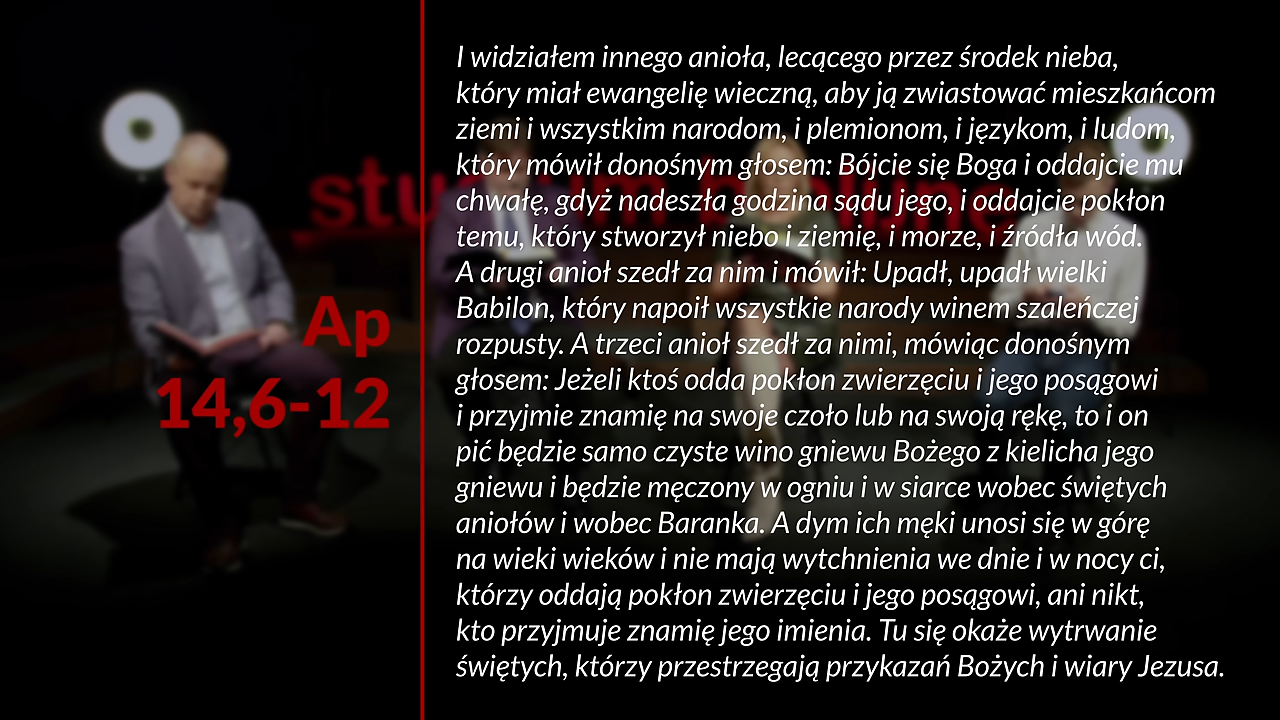 Ap
14,6-12
I widziałem innego anioła, lecącego przez środek nieba,
który miał ewangelię wieczną, aby ją zwiastować mieszkańcom
ziemi i wszystkim narodom, i plemionom, i językom, i ludom,
który mówił donośnym głosem: Bójcie się Boga i oddajcie mu
chwałę, gdyż nadeszła godzina sądu jego, i oddajcie pokłon
temu, który stworzył niebo i ziemię, i morze, i źródła wód.
A drugi anioł szedł za nim i mówił: Upadł, upadł wielki
Babilon, który napoił wszystkie narody winem szaleńczej
rozpusty. A trzeci anioł szedł za nimi, mówiąc donośnym
głosem: Jeżeli ktoś odda pokłon zwierzęciu i jego posągowi
i przyjmie znamię na swoje czoło lub na swoją rękę, to i on
pić będzie samo czyste wino gniewu Bożego z kielicha jego
gniewu i będzie męczony w ogniu i w siarce wobec świętych
aniołów i wobec Baranka. A dym ich męki unosi się w górę
na wieki wieków i nie mają wytchnienia we dnie i w nocy ci,
którzy oddają pokłon zwierzęciu i jego posągowi, ani nikt,
kto przyjmuje znamię jego imienia. Tu się okaże wytrwanie
świętych, którzy przestrzegają przykazań Bożych i wiary Jezusa.